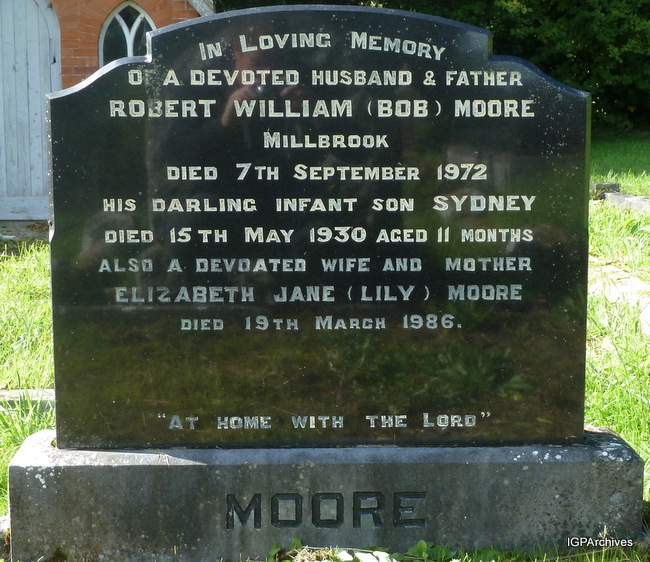 In Loving Memory
Of A Devoted Husband & Father
Robert William (Bob) Moore
Millbrook
Died 7th September 1972
His Darling Infant Son Sydney
Died 15th May 1930 Aged 11 Months
Also A Devoated Wife And Mother
Elizabeth Jane (Lily) Moore
Died 19th March 1986.
"At Home With The Lord"
MOORE
IGPArchives